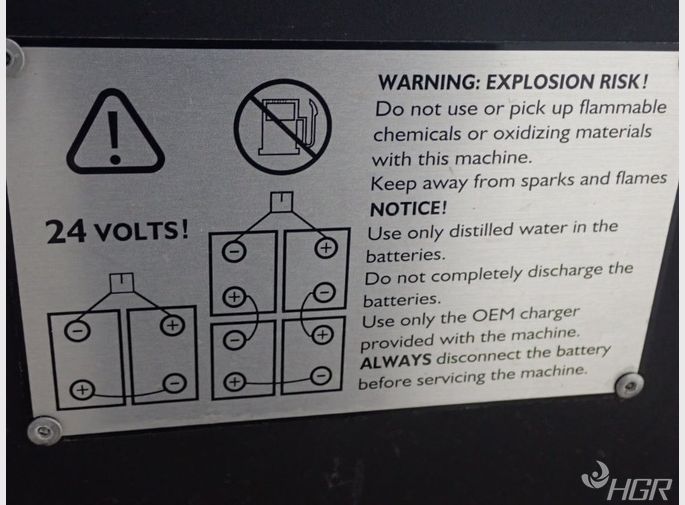 WARNING: EXPLOSION RISK!
Do not use or pick up flammable
chemicals or oxidizing materials
with this machine.
Keep away from sparks and flames
NOTICE!
Use only distilled water in the
batteries.
Do not completely discharge the
batteries.
Use only the OEM charger
provided with the machine.
ALWAYS disconnect the battery
before servicing the machine.
24 VOLTS!
HGR